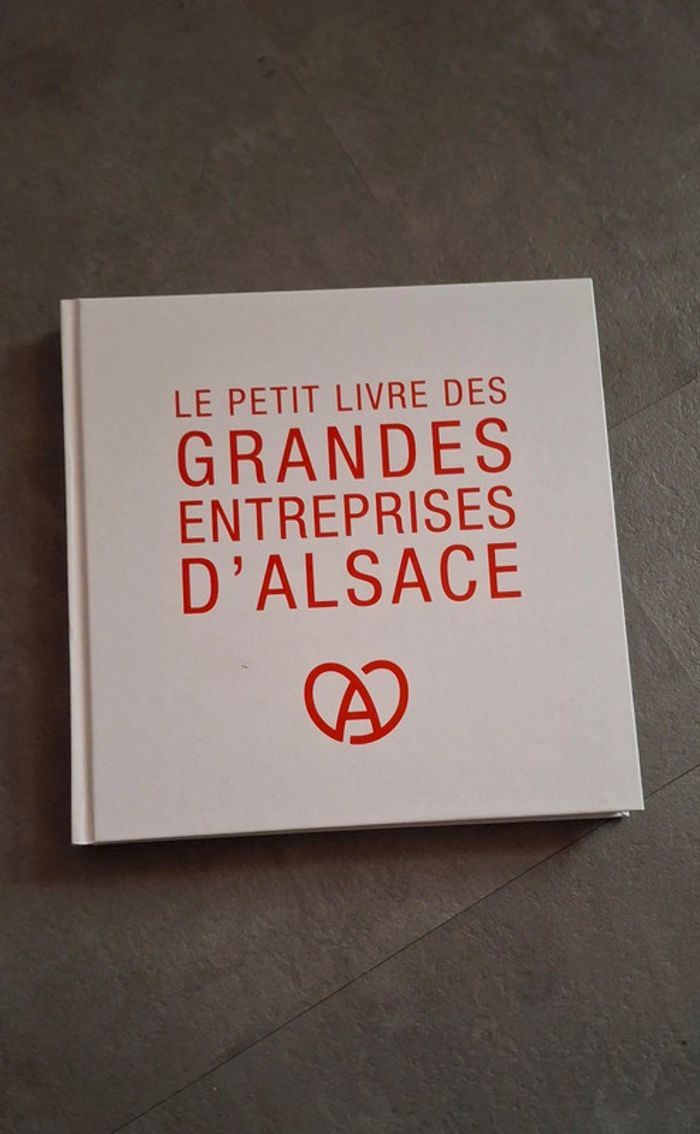 LE PETIT LIVRE DES
GRANDES
ENTREPRISES
D'ALSACE
A